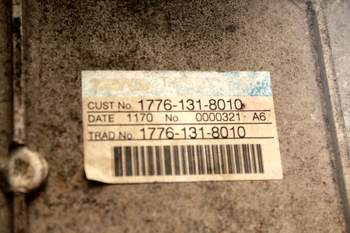 CUST No. 1776-131-8010
DATE 1170 No. 0000321 A6
TRAD No. 1776-131-8010